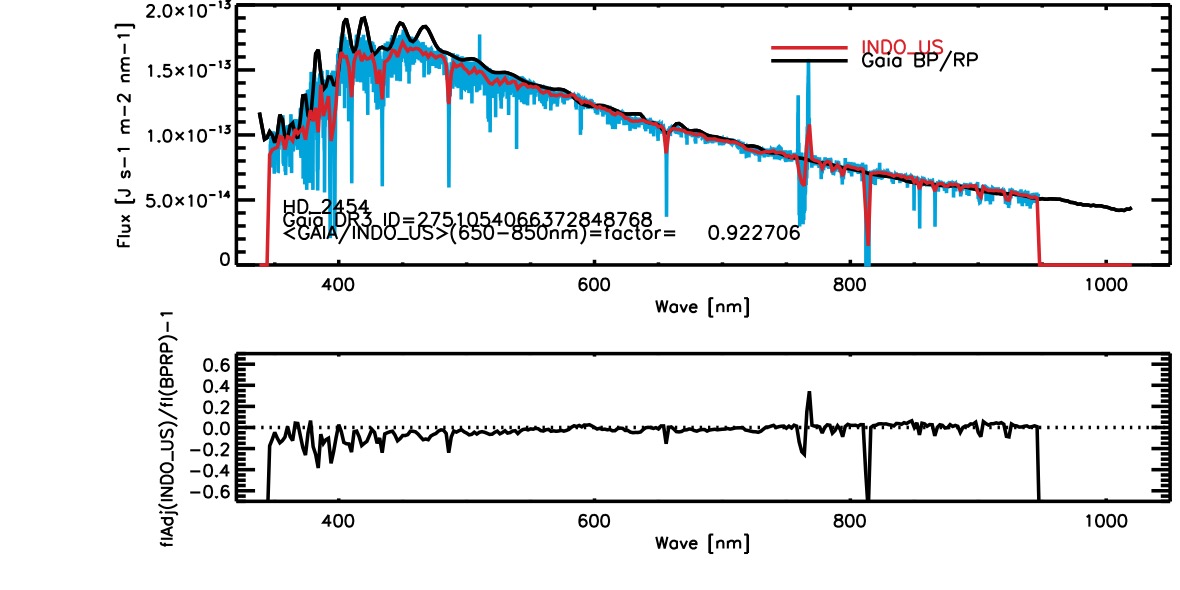 2.0×10−13
1.5×10−13
1.0×10−13
5.0×10−14
0
Flux [J s−1 m−2 nm−1]
INDO_US
Gaia BP/RP
HD_2454
Gaia DR3 ID=2751054066372848768
<GAIA/INDO_US>(650−850nm)=factor= 0.922706
400 600 800 1000
Wave [nm]
0.6
0.4
0.2
0.0
−0.2
−0.4
−0.6
flAdj(INDO_US)/fl(BPRP)−1
400 600 800 1000
Wave [nm]